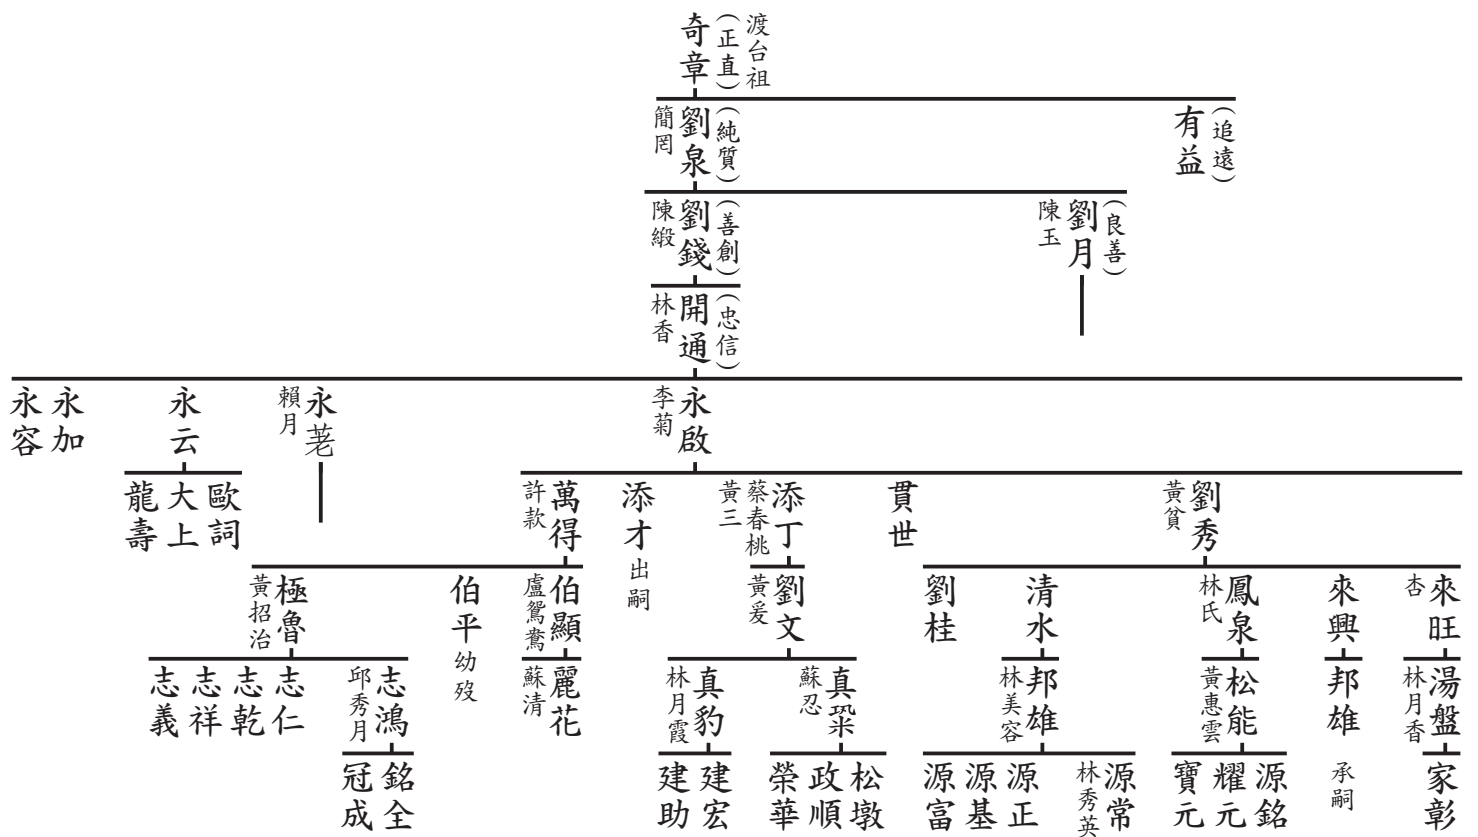 渡台祖
(正直)
奇章
(追遠)
有益
(純質)
劉泉
簡罔
(良善)
劉月
陳玉
(善創)
劉錢
陳緞
(忠信)
開通
林香
永啟
李菊
永荖
賴月
永云
永加
永容
劉秀
黃貧
貫世
添丁
蔡春桃
黃三
添才
出嗣
萬得
許款
歐詞
大上
龍壽
來旺
杏
來興
鳳泉
林氏
清水
劉桂
劉文
黃爰
伯顯
盧鴛鴦
伯平
幼歿
極魯
黃招治
湯盤
林月香
邦雄
承嗣
松能
黃惠雲
邦雄
林美容
真梁
蘇忍
真豹
林月霞
麗花
蘇清
志鴻
邱秀月
志仁
志乾
志祥
志義
家彰
源銘
耀元
寶元
源常
林秀英
源正
源基
源富
松墩
政順
榮華
建宏
建助
銘全
冠成